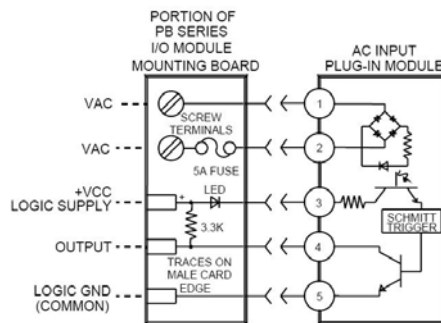 PORTION OF
PB SERIES
I/O MODULE
MOUNTING BOARD
AC INPUT
PLUG-IN MODULE
VAC
SCREW
TERMINALS
1
VAC
5A FUSE
2
+VCC
LOGIC SUPPLY
+
LED
3
3.3K
SCHMITT
TRIGGER
OUTPUT
4
TRACES ON
MALE CARD
EDGE
LOGIC GND
(COMMON)
5